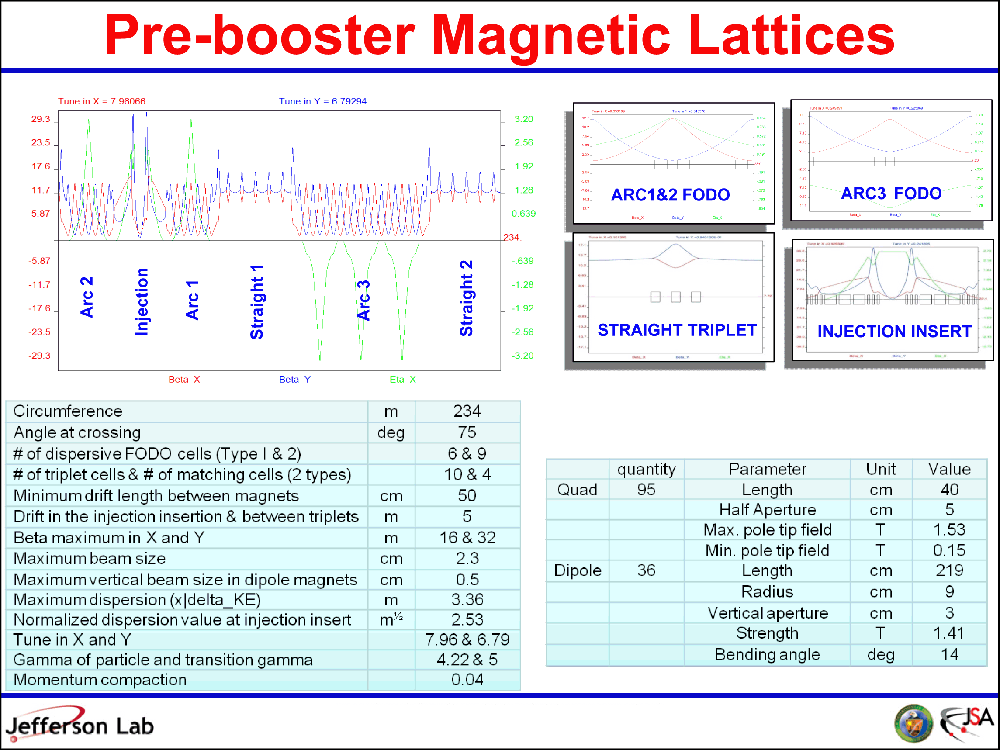 Pre-booster Magnetic Lattices
Tune in X = 7.96066 Tune in Y = 6.79294
29.3 3.20
23.5 2.56
17.6 1.92
11.7 1.28
5.87 0.639
234.
-5.87 -.639
-11.7 -1.28
-17.6 -1.92
-23.5 -2.56
-29.3 -3.20
Arc 2
Injection
Arc 1
Straight 1
Arc 3
Straight 2
Beta_X Beta_Y Eta_X
Tune in X =0.333199 Tune in Y =0.315376
12.7 0.954
10.2 0.763
7.64 0.572
5.09 0.381
2.55 0.191
6.47
-2.55 -.191
-5.09 -.381
-7.64 -.572
-10.2 -.763
-12.7 -.954
ARC1&2 FODO
Beta_X Beta_Y Eta_X
Tune in X =0.249899 Tune in Y =0.225069
11.9 1.79
9.50 1.43
7.13 1.07
4.75 0.715
2.38 0.357
7.20
-2.38 -.357
-4.75 -.715
-7.13 -1.07
-9.50 -1.43
-11.9 -1.79
ARC3 FODO
Beta_X Beta_Y Eta_X
Tune in X =0.101395 Tune in Y =0.940120E-01
17.1
13.7
10.2
6.83
3.41
7.72
-3.41
-6.83
-10.2
-13.7
-17.1
STRAIGHT TRIPLET
Beta_X Beta_Y Eta_X
Tune in X =0.926639 Tune in Y =0.241805
36.2 2.73
29.0 2.18
21.7 1.64
14.5 1.09
7.24 0.546
32.4
-7.24 -.546
-14.5 -1.09
-21.7 -1.64
-29.0 -2.18
-36.2 -2.73
INJECTION INSERT
Beta_X Beta_Y Eta_X
Circumference m 234
Angle at crossing deg 75
# of dispersive FODO cells (Type I & 2) 6 & 9
# of triplet cells & # of matching cells (2 types) 10 & 4
Minimum drift length between magnets cm 50
Drift in the injection insertion & between triplets m 5
Beta maximum in X and Y m 16 & 32
Maximum beam size cm 2.3
Maximum vertical beam size in dipole magnets cm 0.5
Maximum dispersion (x|delta_KE) m 3.36
Normalized dispersion value at injection insert m½ 2.53
Tune in X and Y 7.96 & 6.79
Gamma of particle and transition gamma 4.22 & 5
Momentum compaction 0.04
quantity Parameter Unit Value
Quad 95 Length cm 40
Half Aperture cm 5
Max. pole tip field T 1.53
Min. pole tip field T 0.15
Dipole 36 Length cm 219
Radius cm 9
Vertical aperture cm 3
Strength T 1.41
Bending angle deg 14
Jefferson Lab
JSA